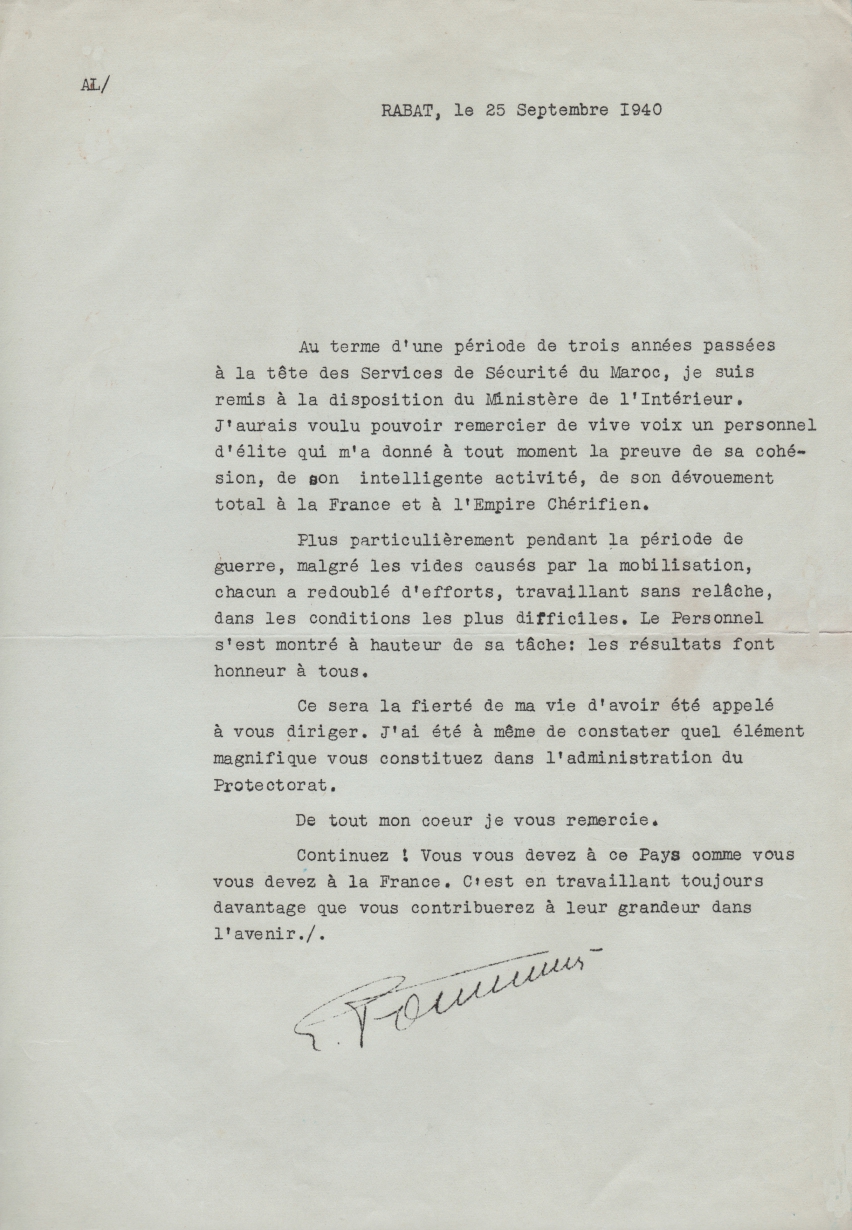 AL/
RABAT, le 25 Septembre I940
Au terme d'une période de trois années passées
à la tête des Services de Sécurité du Maroc, je suis
remis à la disposition du Ministère de l'Intérieur.
J'aurais voulu pouvoir remercier de vive voix un personnel
d'élite qui m'a donné à tout moment la preuve de sa cohé-
sion, de son intelligente activité, de son dévouement
total à la France et à l'Empire Chérifien.
Plus particulièrement pendant la période de
guerre, malgré les vides causés par la mobilisation,
chacun a redoublé d'efforts, travaillant sans relâche,
dans les conditions les plus difficiles. Le Personnel
s'est montré à hauteur de sa tâche: les résultats font
honneur à tous.
Ce sera la fierté de ma vie d'avoir été appelé
à vous diriger. J'ai été à même de constater quel élément
magnifique vous constituez dans l'administration du
Protectorat.
De tout mon coeur je vous remercie.
Continuez ! Vous vous devez à ce Pays comme vous
vous devez à la France. C'est en travaillant toujours
davantage que vous contribuerez à leur grandeur dans
l'avenir./.